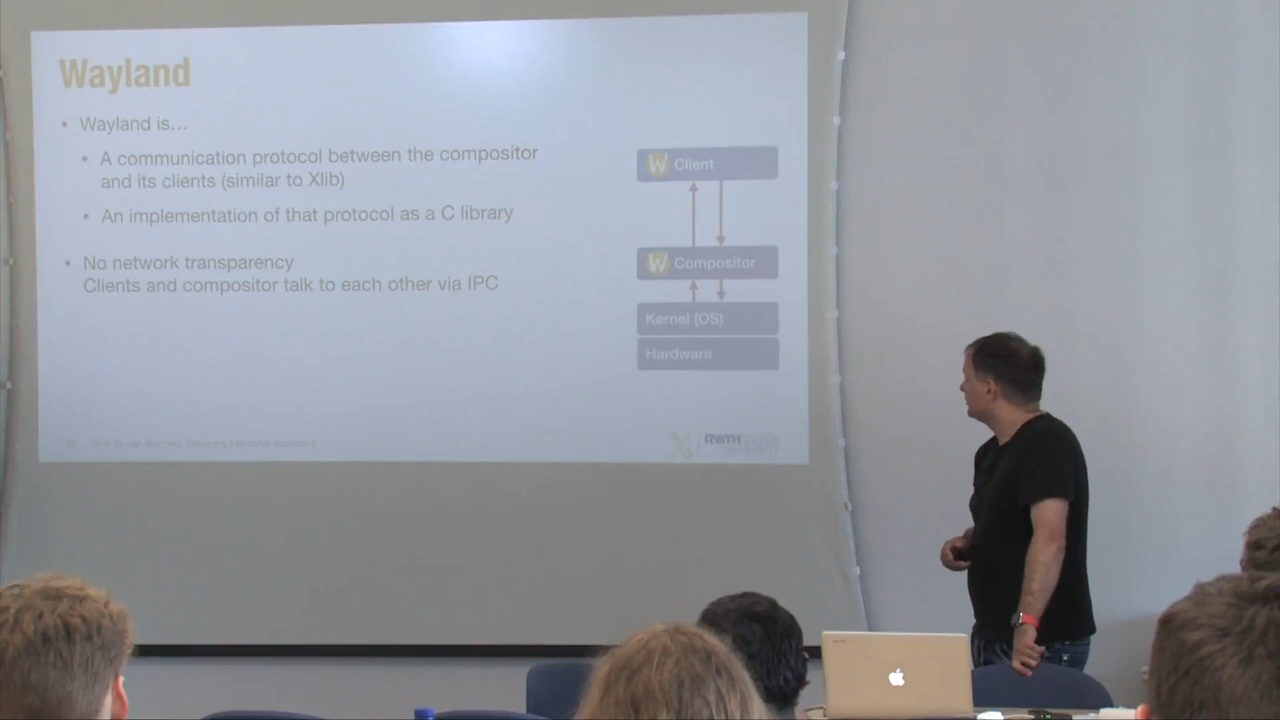 Wayland
• Wayland is…
• A communication protocol between the compositor
and its clients (similar to Xlib)
• An implementation of that protocol as a C library
• No network transparency
Clients and compositor talk to each other via IPC
W Client
W Compositor
Kernel (OS)
Hardware
RWTH